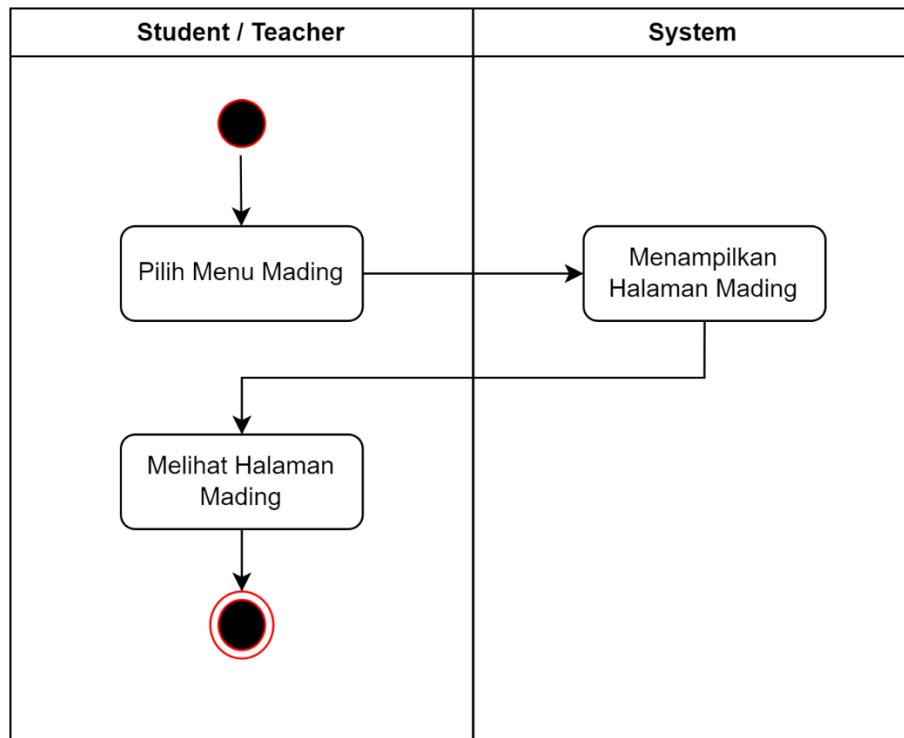 Student / Teacher
System
Pilih Menu Mading
Menampilkan
Halaman Mading
Melihat Halaman
Mading